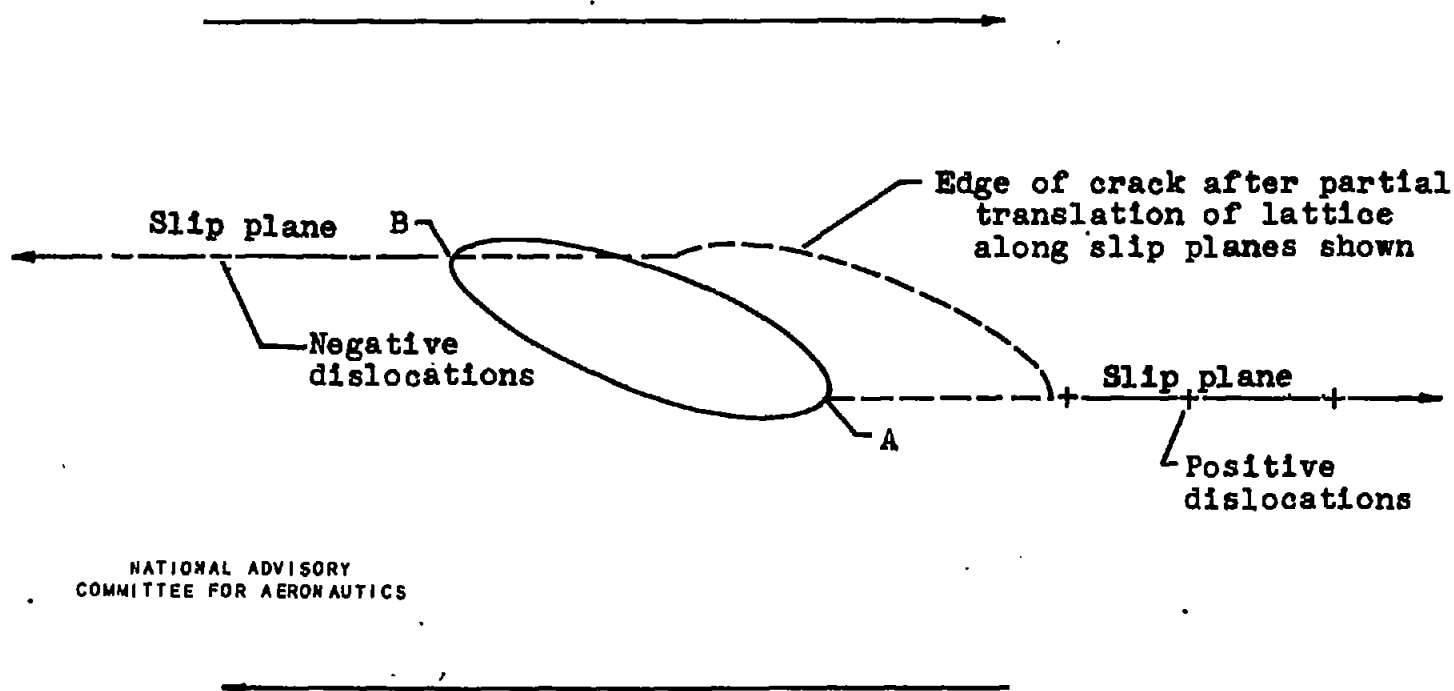 Edge of crack after partial
translation of lattice
along slip planes shown
Slip plane
B
Negative
dislocations
Slip plane
A
Positive
dislocations
NATIONAL ADVISORY
COMMITTEE FOR AERONAUTICS